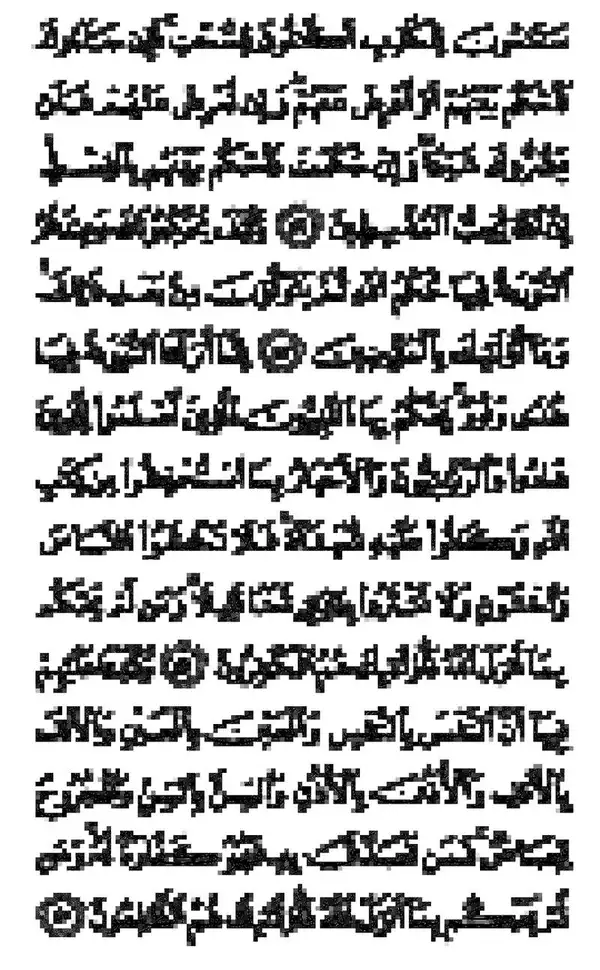 سماعون للكذب أكالون للسحت فإن جاءوك
فاحكم بينهم أو أعرض عنهم وإن تعرض عنهم فلن
يضروك شيئا وإن حكمت فاحكم بينهم بالقسط
إن الله يحب المقسطين وكيف يحكمونك وعندهم
التوراة فيها حكم الله ثم يتولون من بعد ذلك
وما أولئك بالمؤمنين إنا أنزلنا التوراة فيها
هدى ونور يحكم بها النبيون الذين أسلموا للذين
هادوا والربانيون والأحبار بما استحفظوا من كتاب
الله وكانوا عليه شهداء فلا تخشوا الناس
واخشون ولا تشتروا بآياتي ثمنا قليلا ومن لم يحكم
بما أنزل الله فأولئك هم الكافرون وكتبنا عليهم
فيها أن النفس بالنفس والعين بالعين والأنف
بالأنف والأذن بالأذن والسن بالسن والجروح
قصاص فمن تصدق به فهو كفارة له ومن
لم يحكم بما أنزل الله فأولئك هم الظالمون